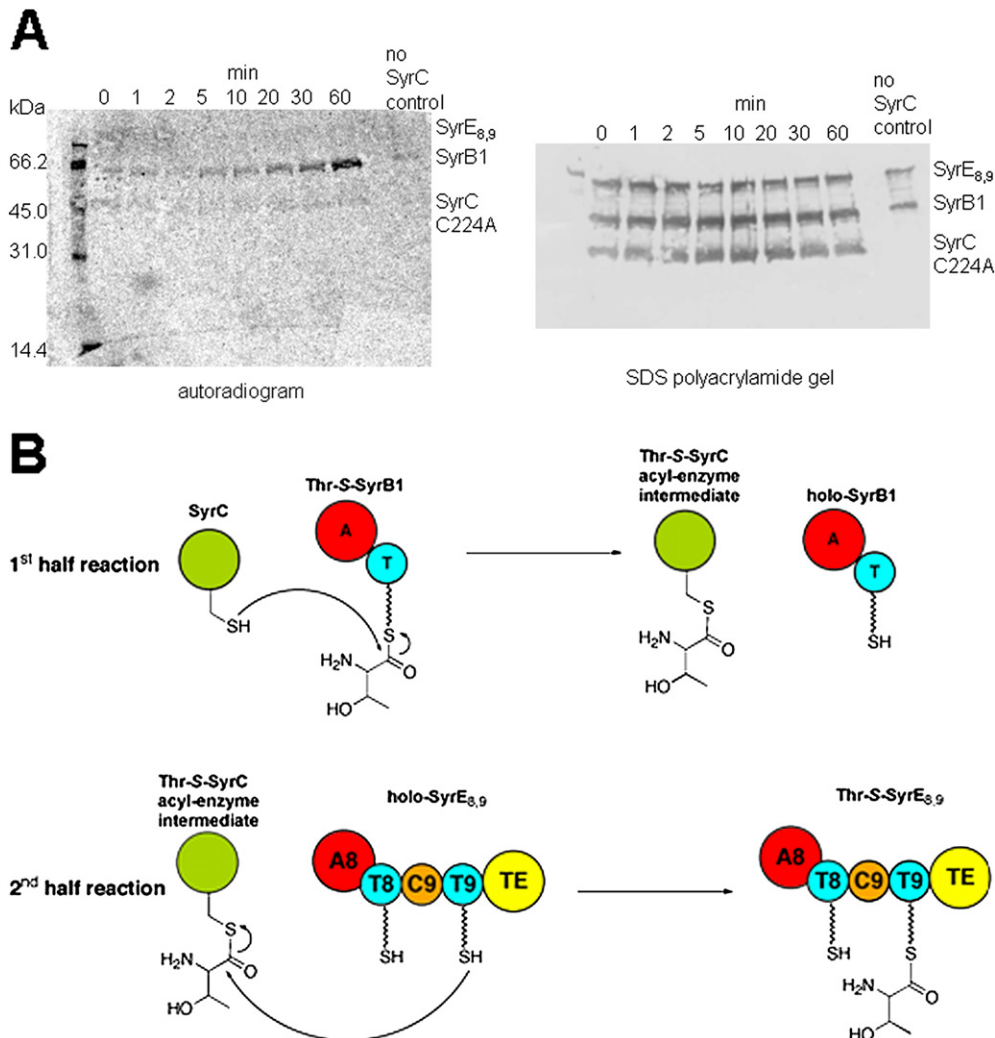 A
min
0 1 2 5 10 20 30 60
no
SyrC
control
kDa
66.2
45.0
31.0
14.4
SyrE8,9
SyrB1
SyrC
C224A
autoradiogram
min
0 1 2 5 10 20 30 60
no
SyrC
control
SyrE8,9
SyrB1
SyrC
C224A
SDS polyacrylamide gel
B
1st half reaction
SyrC
SH
Thr-S-SyrB1
A
T
S
H2N
O
HO
Thr-S-SyrC
acyl-enzyme
intermediate
S
H2N
O
HO
holo-SyrB1
A
T
SH
2nd half reaction
Thr-S-SyrC
acyl-enzyme
intermediate
S
H2N
O
HO
holo-SyrE8,9
A8 T8 C9 T9 TE
SH SH
Thr-S-SyrE8,9
A8 T8 C9 T9 TE
SH S
H2N
O
HO